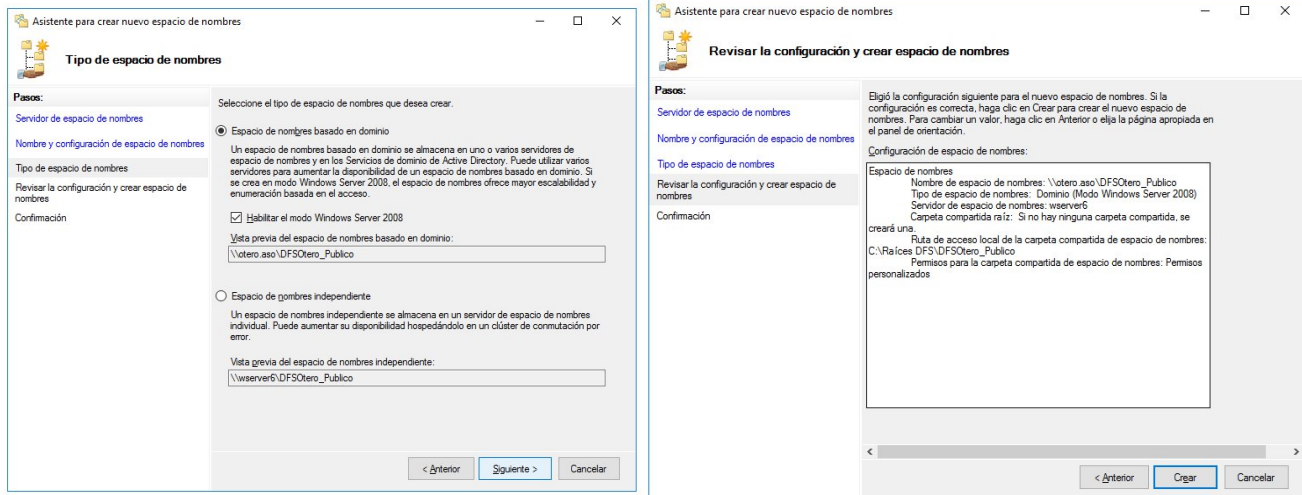 Asistente para crear nuevo espacio de nombres
Tipo de espacio de nombres
Pasos:
Servidor de espacio de nombres
Nombre y configuración de espacio de nombres
Tipo de espacio de nombres
Revisar la configuración y crear espacio de
nombres
Confirmación
Seleccione el tipo de espacio de nombres que desea crear.
Espacio de nombres basado en dominio
Un espacio de nombres basado en dominio se almacena en uno o varios servidores de
espacio de nombres y en los Servicios de dominio de Active Directory. Puede utilizar varios
servidores para aumentar la disponibilidad de un espacio de nombres basado en dominio. Si
se crea en modo Windows Server 2008, el espacio de nombres ofrece mayor escalabilidad y
enumeración basada en el acceso.
Habilitar el modo Windows Server 2008
Vista previa del espacio de nombres basado en dominio:
\\otero.aso\DFSOtero_Publico
Espacio de nombres independiente
Un espacio de nombres independiente se almacena en un servidor de espacio de nombres
individual. Puede aumentar su disponibilidad hospedándolo en un clúster de conmutación por
error.
Vista previa del espacio de nombres independiente:
\\wserver6\DFSOtero_Publico
< Anterior
Siguiente >
Cancelar
Asistente para crear nuevo espacio de nombres
Revisar la configuración y crear espacio de nombres
Pasos:
Servidor de espacio de nombres
Nombre y configuración de espacio de nombres
Tipo de espacio de nombres
Revisar la configuración y crear espacio de
nombres
Confirmación
Eligió la configuración siguiente para el nuevo espacio de nombres. Si la
configuración es correcta, haga clic en Crear para crear el nuevo espacio de
nombres. Para cambiar un valor, haga clic en Anterior o elija la página apropiada en
el panel de orientación.
Configuración de espacio de nombres:
Espacio de nombres
Nombre de espacio de nombres: \\otero.aso\DFSOtero_Publico
Tipo de espacio de nombres: Dominio (Modo Windows Server 2008)
Servidor de espacio de nombres: wserver6
Carpeta compartida raíz: Si no hay ninguna carpeta compartida, se
creará una.
Ruta de acceso local de la carpeta compartida de espacio de nombres:
C:\Raíces DFS\DFSOtero_Publico
Permisos para la carpeta compartida de espacio de nombres: Permisos
personalizados
< Anterior
Crear
Cancelar